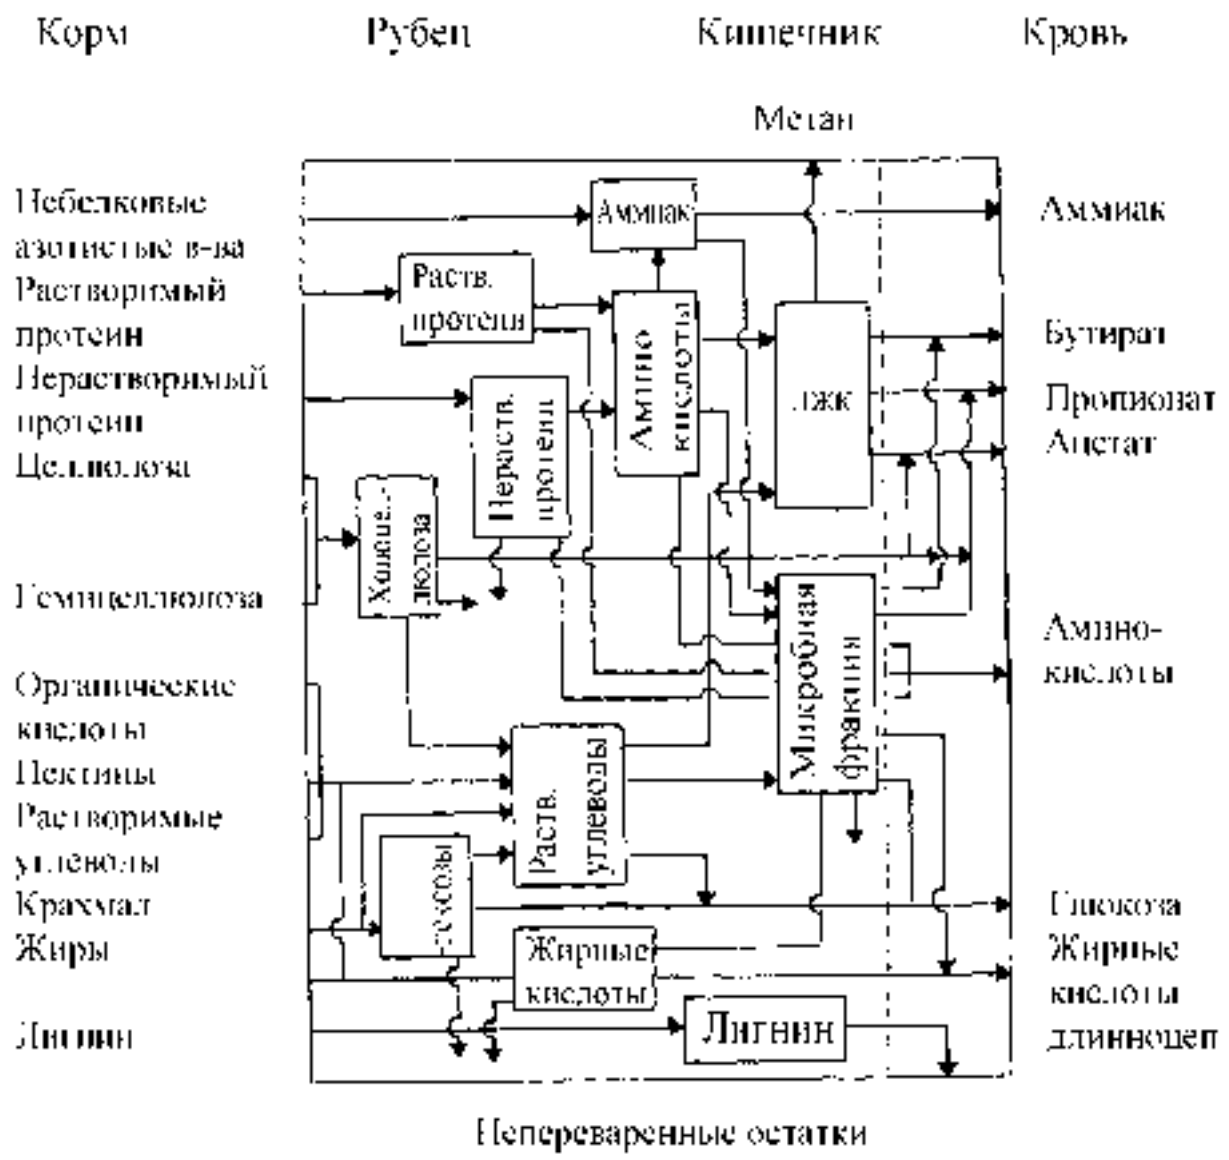 Корм Рубец Кишечник Кровь
Метан
Небелковые
азотистые в-ва
Растворимый
протеин
Нерастворимый
протеин
Целлюлоза
Гемицеллюлоза
Органические
кислоты
Пектины
Растворимые
углеводы
Крахмал
Жиры
Лигнин
Аммиак
Раств.
протеин
Амино
кислоты
Нераств.
протеин
люлоза
ЛЖК
Микробная
фракция
Раств.
углеводы
Гексозы
Жирные
кислоты
Лигнин
Аммиак
Бутират
Пропионат
Ацетат
Амино-
кислоты
Глюкоза
Жирные
кислоты
длинноцеп
Непереваренные остатки